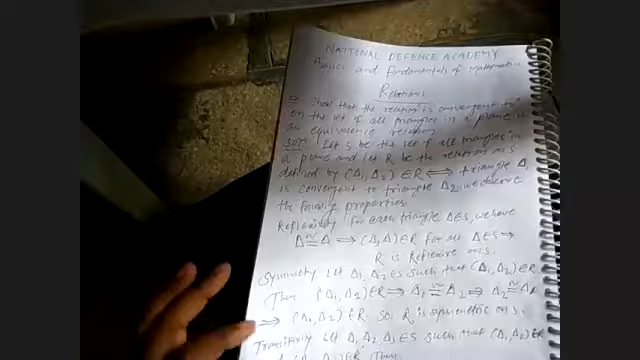 NATIONAL DEFENCE ACADEMY
and fundamentals of mathematics
Relations
Q Show that the relation is convergent to
on the set of all triangles in a plane is
an equivalence relation
Sol: Let S be the set of all triangles in
a plane and let R be the relation on S
defined by (Δ1, Δ2) ∈ R ⟺ triangle Δ1
is convergent to triangle Δ2 we observe
the following properties
Reflexivity for each triangle Δ∈S, we have
Δ ≅ Δ ⟹ (Δ, Δ) ∈ R for all Δ∈S ⟹
R is Reflexive on S.
Symmetry Let Δ1, Δ2 ∈ S such that (Δ1, Δ2) ∈ R
Then (Δ1, Δ2) ∈ R ⟹ Δ1 ≅ Δ2 ⟹ Δ2 ≅ Δ1
⟹ (Δ1, Δ2) ∈ R. So R is symmetric on S.
Transitivity Let Δ1, Δ2, Δ3 ∈ S such that (Δ1, Δ2) ∈ R
∈ R Then